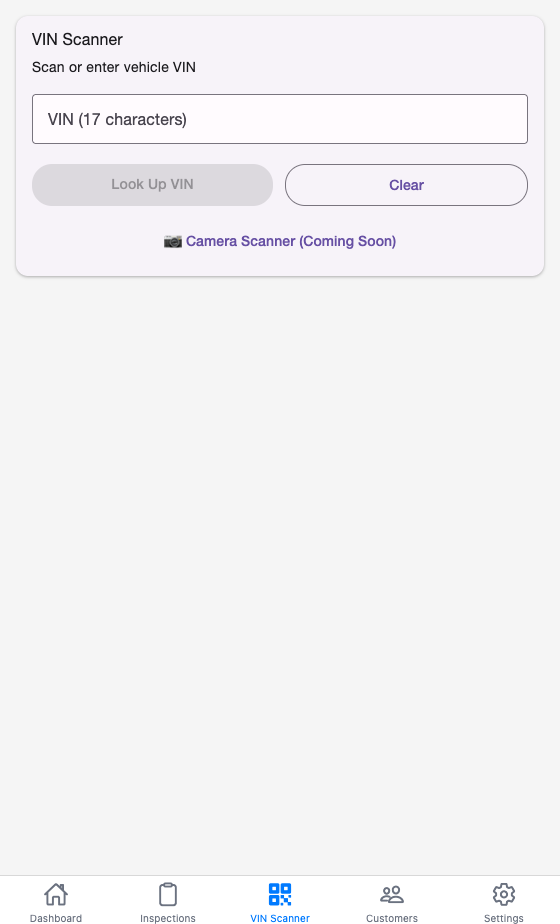 VIN Scanner
Scan or enter vehicle VIN
VIN (17 characters)
Look Up VIN
Clear
📷 Camera Scanner (Coming Soon)
Dashboard
Inspections
VIN Scanner
Customers
Settings